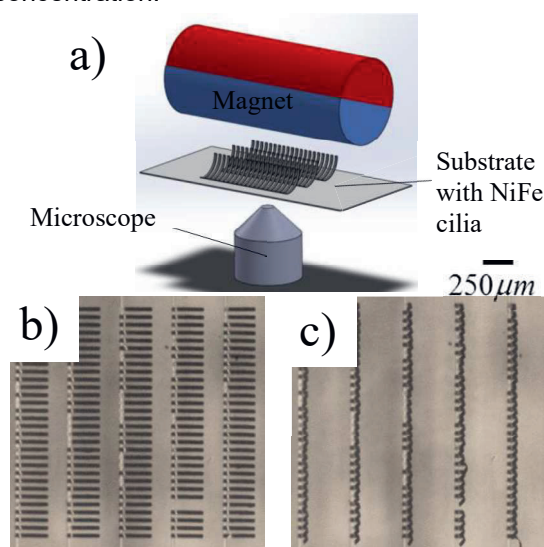 concentration.
a)
Magnet
Substrate
with NiFe
cilia
Microscope
250μm
b)
c)